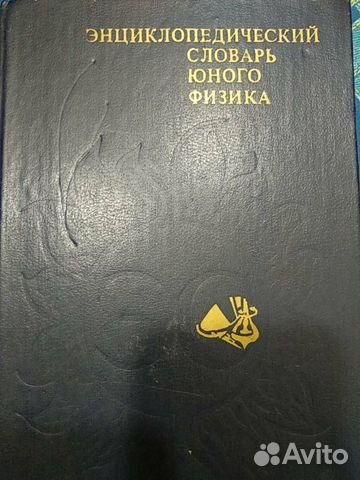 ЭНЦИКЛОПЕДИЧЕСКИЙ
СЛОВАРЬ
ЮНОГО
ФИЗИКА
Avito